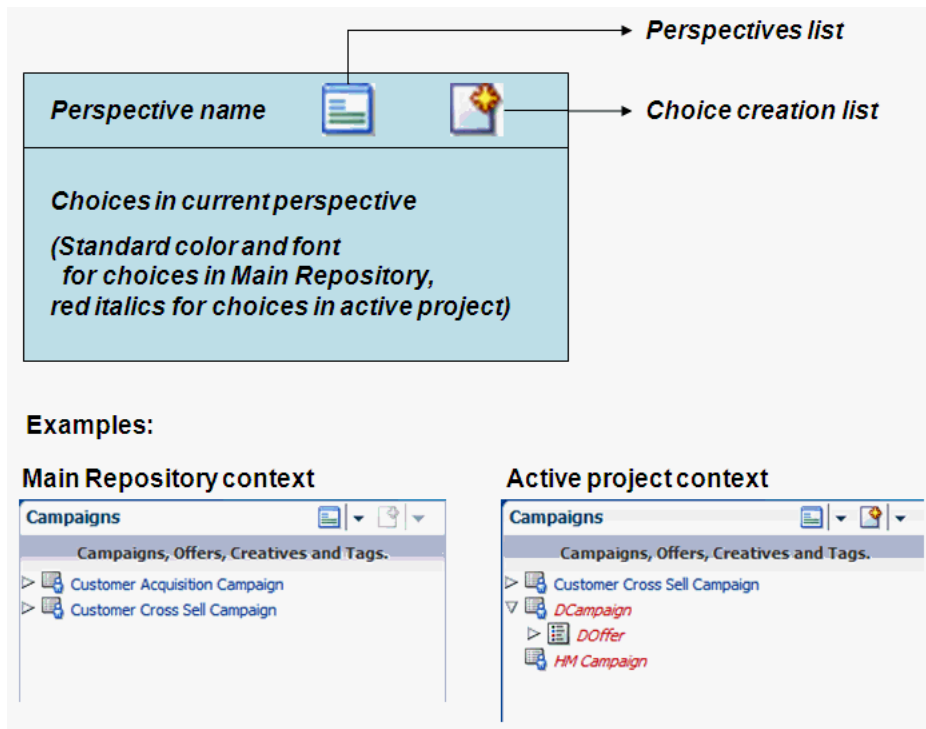 Perspectives list
Perspective name
Choice creation list
Choices in current perspective
(Standard color and font
for choices in Main Repository,
red italics for choices in active project)
Examples:
Main Repository context
Campaigns
Campaigns, Offers, Creatives and Tags.
Customer Acquisition Campaign
Customer Cross Sell Campaign
Active project context
Campaigns
Campaigns, Offers, Creatives and Tags.
Customer Cross Sell Campaign
DCampaign
DOffer
HM Campaign